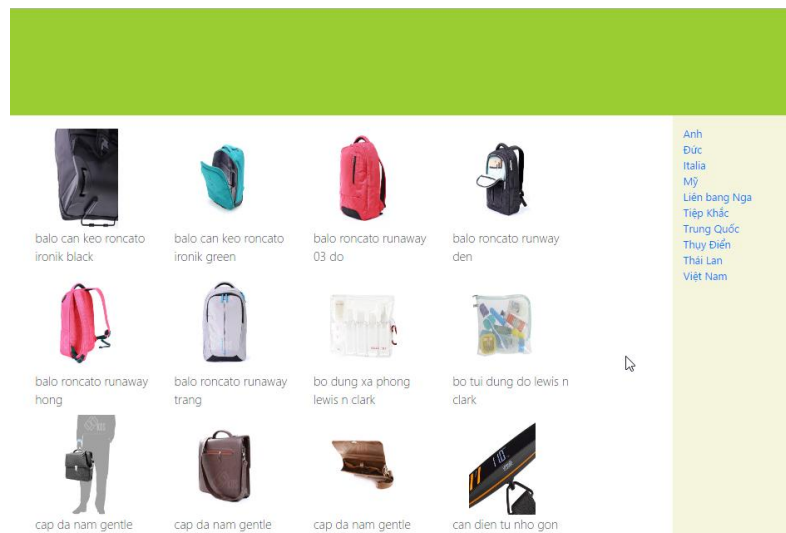 balo can keo roncato
ironik black
balo can keo roncato
ironik green
balo roncato runaway
03 do
balo roncato runway
den
balo roncato runaway
hong
balo roncato runaway
trang
bo dung xa phong
lewis n clark
bo tui dung do lewis n
clark
cap da nam gentle
cap da nam gentle
cap da nam gentle
can dien tu nho gon
Anh
Đức
Italia
Mỹ
Liên bang Nga
Tiệp Khắc
Trung Quốc
Thụy Điển
Thái Lan
Việt Nam